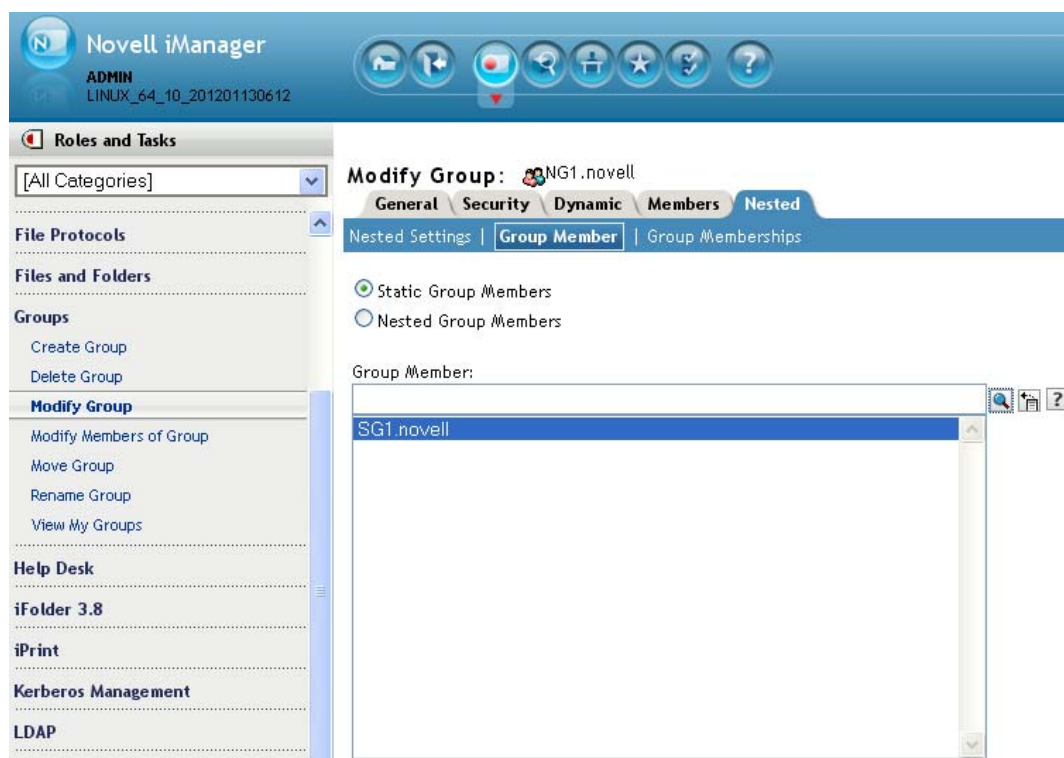 Novell iManager
ADMIN
LINUX_64_10_201201130612
Roles and Tasks
[All Categories]
File Protocols
Files and Folders
Groups
Create Group
Delete Group
Modify Group
Modify Members of Group
Move Group
Rename Group
View My Groups
Help Desk
iFolder 3.8
iPrint
Kerberos Management
LDAP
Modify Group: NG1.novell
General Security Dynamic Members Nested
Nested Settings | Group Member | Group Memberships
Static Group Members
Nested Group Members
Group Member:
?
SG1.novell